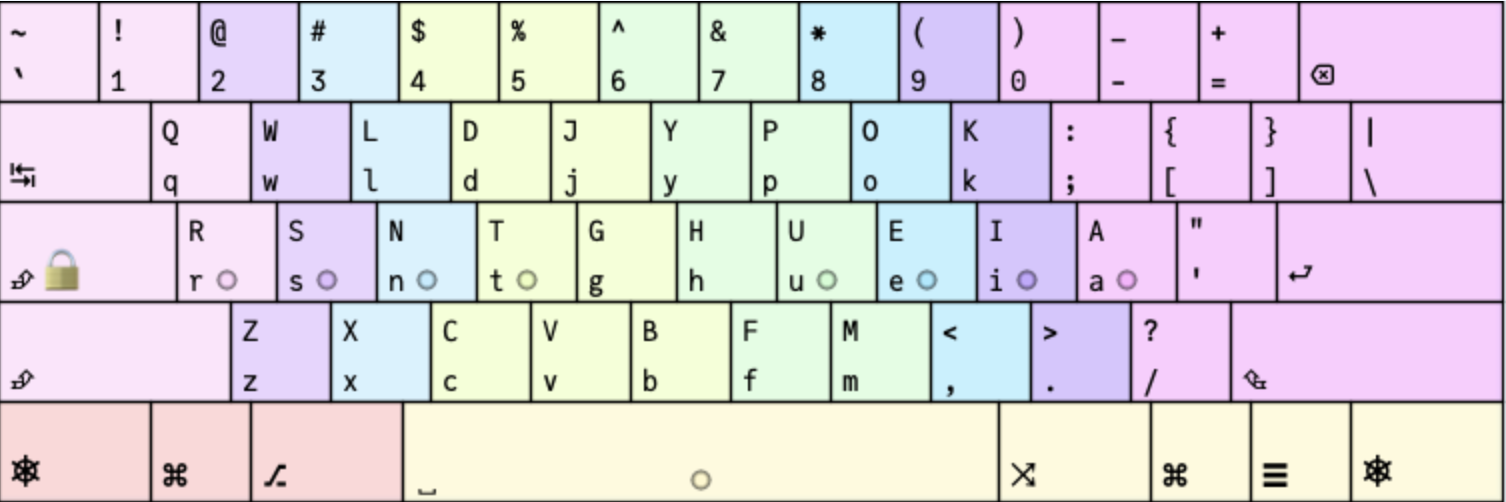 ~ ! @ # $ % ^ & * ( ) _ +
` 1 2 3 4 5 6 7 8 9 0 - = ⌫
Q W L D J Y P O K : { } |
↹ q w l d j y p o k ; [ ] \
R S N T G H U E I A "
r s n t g h u e i a ' ↵
Z X C V B F M < > ?
z x c v b f m , . /
⎈ ⌘ ⌥ ⌘ ☰ ⎈